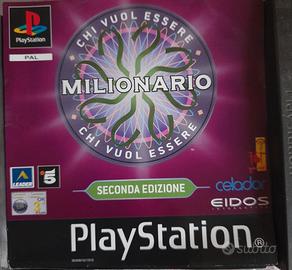 PlayStation
PAL
CHI VUOL ESSERE
MILIONARIO
CHI VUOL ESSERE
SECONDA EDIZIONE
LEADER
5
celador
EIDOS
PlayStation®
subito